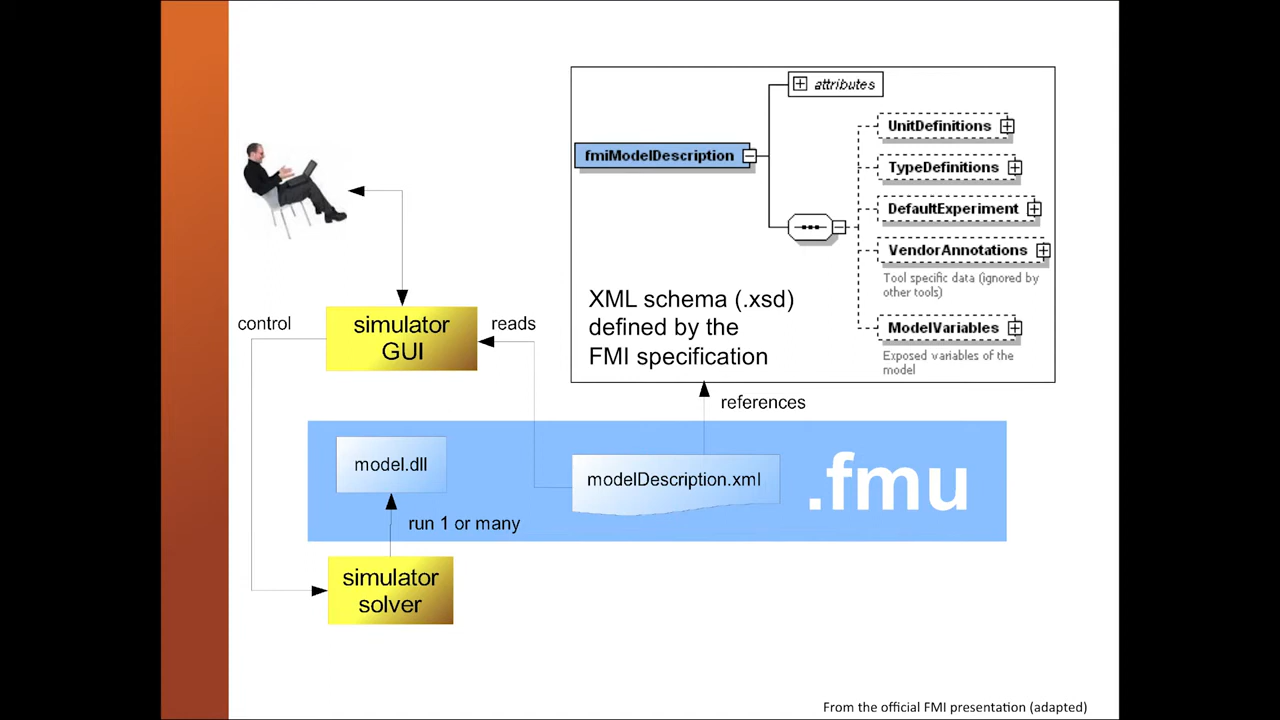 attributes
UnitDefinitions
fmiModelDescription
TypeDefinitions
DefaultExperiment
VendorAnnotations
Tool specific data (ignored by
other tools)
ModelVariables
Exposed variables of the
model
XML schema (.xsd)
defined by the
FMI specification
control
simulator
GUI
reads
references
model.dll
modelDescription.xml
.fmu
run 1 or many
simulator
solver
From the official FMI presentation (adapted)